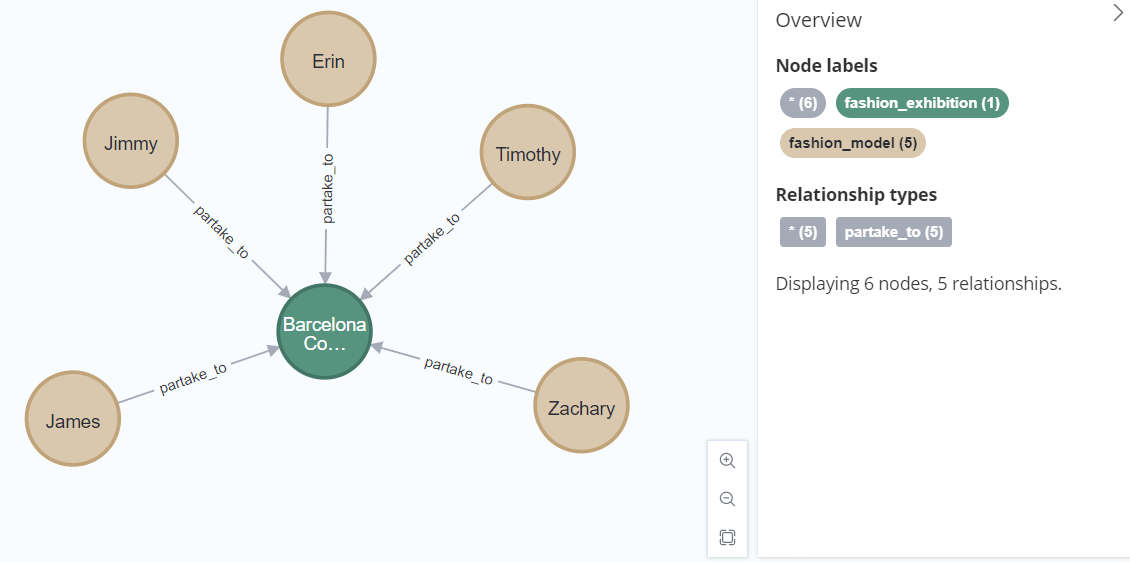 Erin
Jimmy
Timothy
partake_to
partake_to
partake_to
Barcelona
Co...
partake_to
partake_to
James
Zachary
Overview
Node labels
* (6)
fashion_exhibition (1)
fashion_model (5)
Relationship types
* (5)
partake_to (5)
Displaying 6 nodes, 5 relationships.